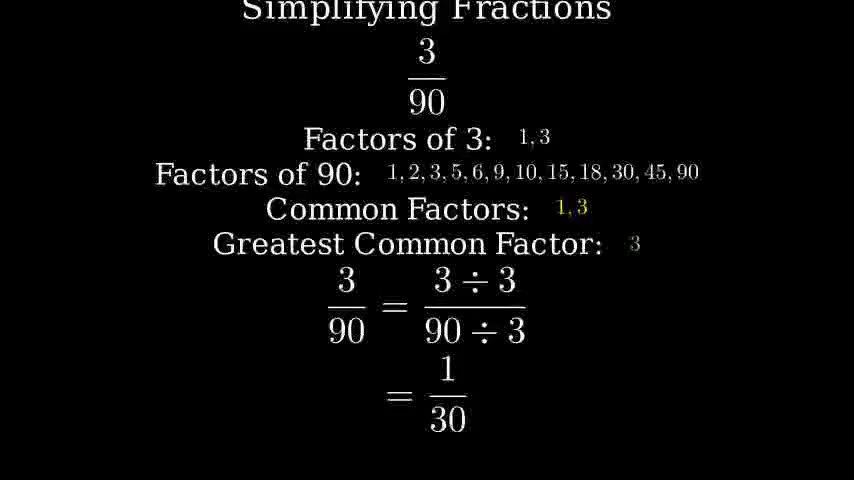 Simplifying Fractions
3
90
Factors of 3: 1, 3
Factors of 90: 1, 2, 3, 5, 6, 9, 10, 15, 18, 30, 45, 90
Common Factors: 1, 3
Greatest Common Factor: 3
3/90 = 3 ÷ 3/90 ÷ 3
= 1/30